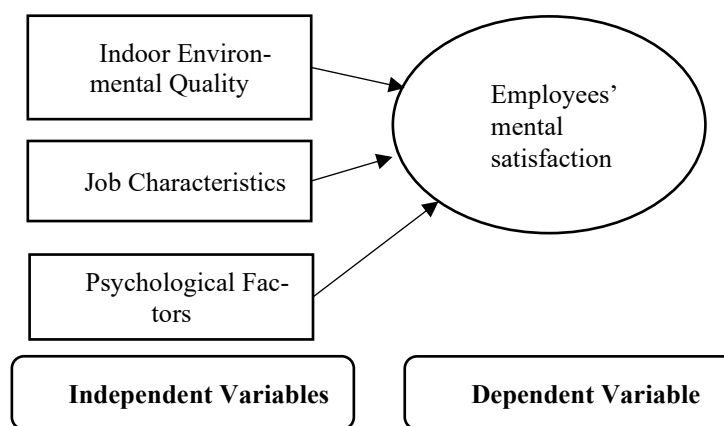 Indoor Environ-
mental Quality
Employees’
mental
satisfaction
Job Characteristics
Psychological Fac-
tors
Independent Variables
Dependent Variable